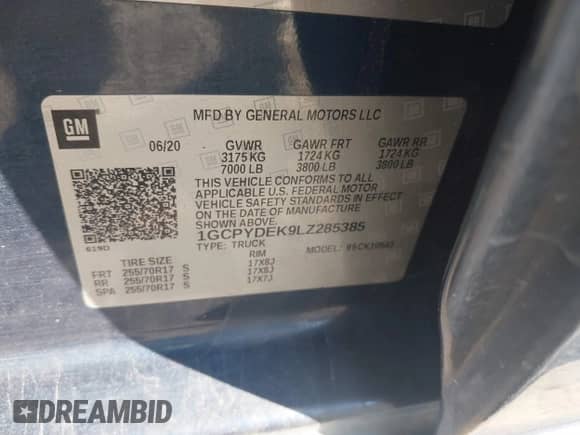 GM
MFD BY GENERAL MOTORS LLC
06/20 GVWR GAWR FRT GAWR RR
3175 KG 1724 KG 1724 KG
7000 LB 3800 LB 3800 LB
THIS VEHICLE CONFORMS TO ALL
APPLICABLE U.S. FEDERAL MOTOR
VEHICLE SAFETY STANDARDS IN EFFECT
ON THE DATE OF MANUFACTURE SHOWN
ABOVE.
1GCPYDEK9LZ285385
619D
TYPE: TRUCK MODEL:
TIRE SIZE RIM
FRT 255/70R17 S 17X8J
RR 255/70R17 S 17X8J
SPA 255/70R17 S 17X7J
DREAMBID